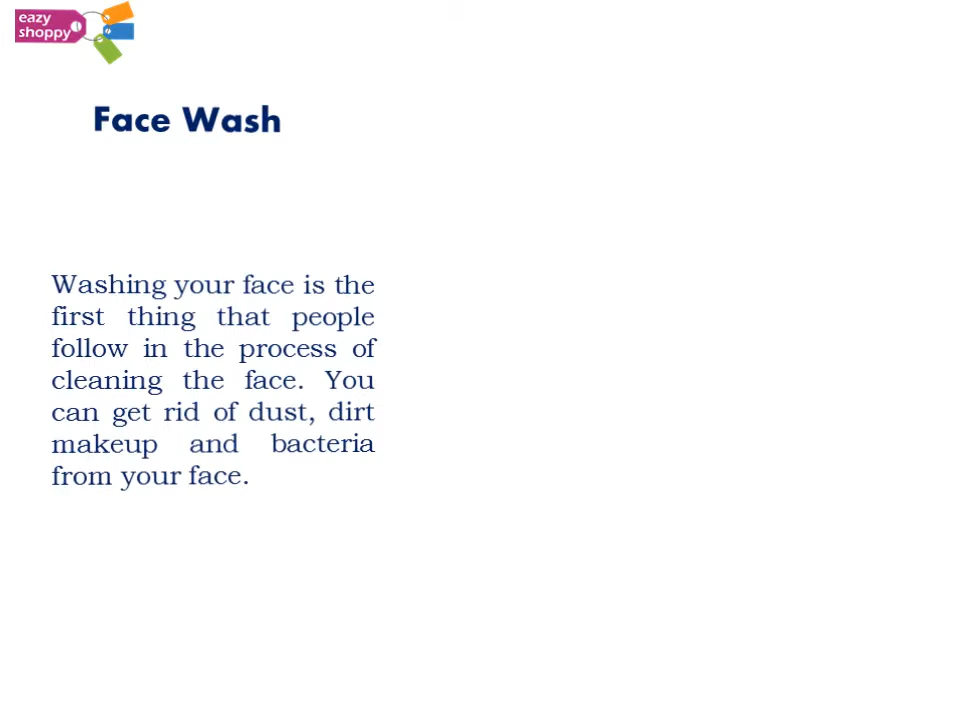 eazy
shoppy
Face Wash
Washing your face is the
first thing that people
follow in the process of
cleaning the face. You
can get rid of dust, dirt
makeup and bacteria
from your face.